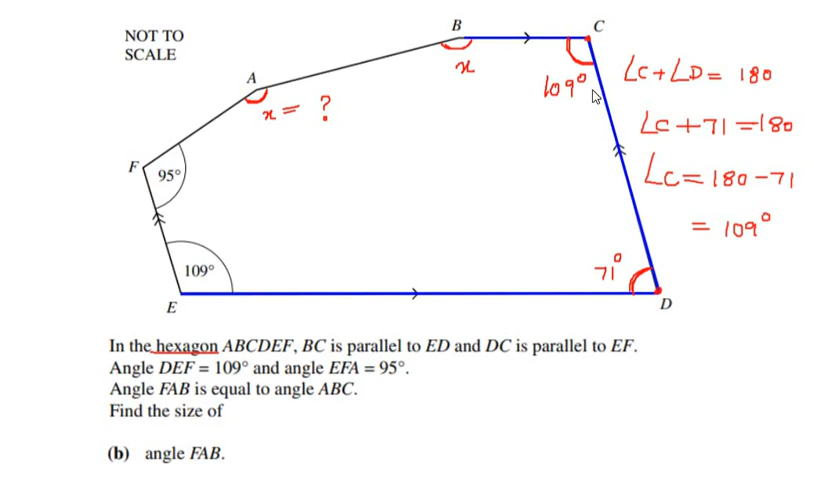 NOT TO
SCALE
B
C
x
109°
∠C+∠D= 180
A
x= ?
∠C+71=180
F
95°
∠C=180-71
= 109°
109°
71°
E
D
In the hexagon ABCDEF, BC is parallel to ED and DC is parallel to EF.
Angle DEF = 109° and angle EFA = 95°.
Angle FAB is equal to angle ABC.
Find the size of
(b) angle FAB.